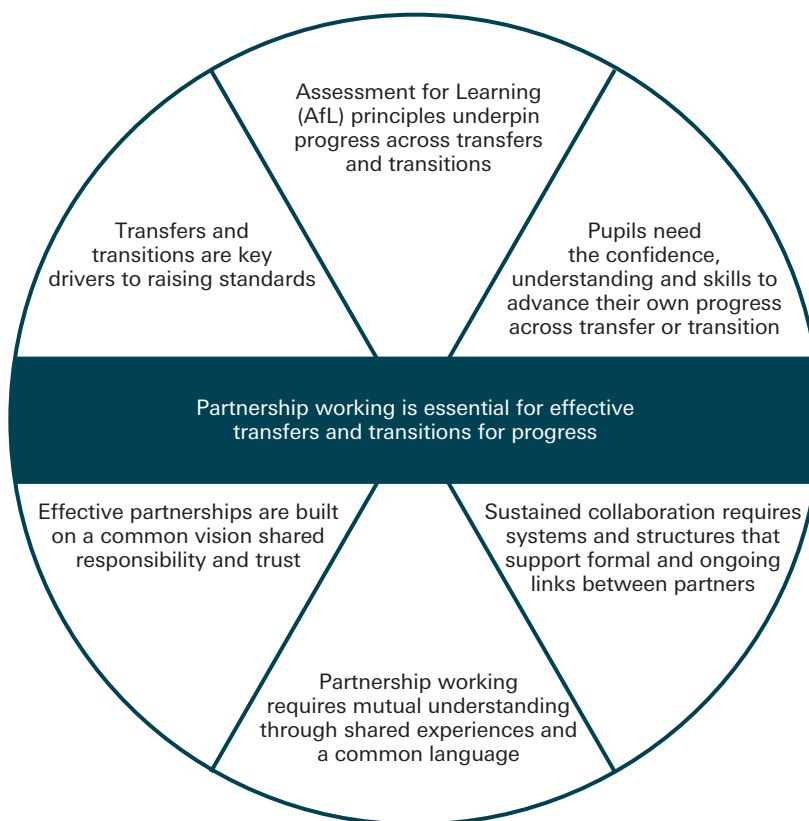 Assessment for Learning
(AfL) principles underpin
progress across transfers
and transitions
Transfers and
transitions are key
drivers to raising standards
Pupils need
the confidence,
understanding and skills to
advance their own progress
across transfer or transition
Partnership working is essential for effective
transfers and transitions for progress
Effective partnerships are built
on a common vision shared
responsibility and trust
Sustained collaboration requires
systems and structures that
support formal and ongoing
links between partners
Partnership working
requires mutual understanding
through shared experiences and
a common language